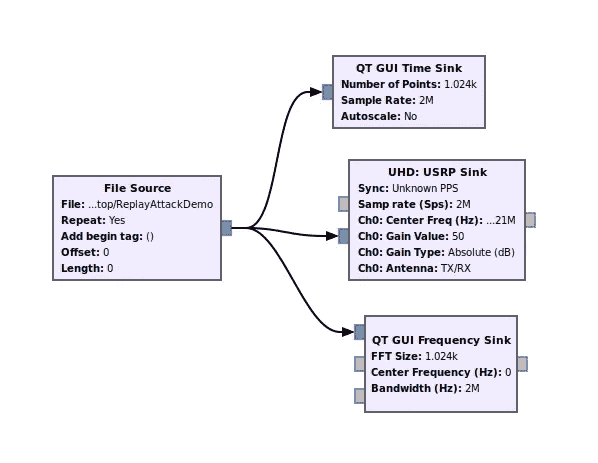 QT GUI Time Sink
Number of Points: 1.024k
Sample Rate: 2M
Autoscale: No
UHD: USRP Sink
Sync: Unknown PPS
Samp rate (Sps): 2M
Ch0: Center Freq (Hz): ...21M
Ch0: Gain Value: 50
Ch0: Gain Type: Absolute (dB)
Ch0: Antenna: TX/RX
File Source
File: ...top/ReplayAttackDemo
Repeat: Yes
Add begin tag: ()
Offset: 0
Length: 0
QT GUI Frequency Sink
FFT Size: 1.024k
Center Frequency (Hz): 0
Bandwidth (Hz): 2M